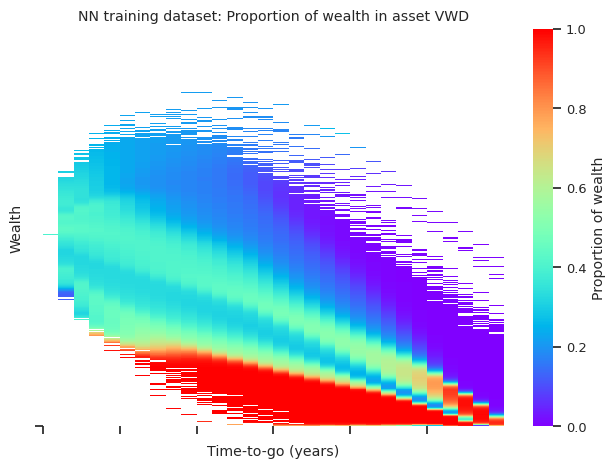 NN training dataset: Proportion of wealth in asset VWD
Wealth
Time-to-go (years)
1.0
0.8
0.6
0.4
0.2
0.0
Proportion of wealth